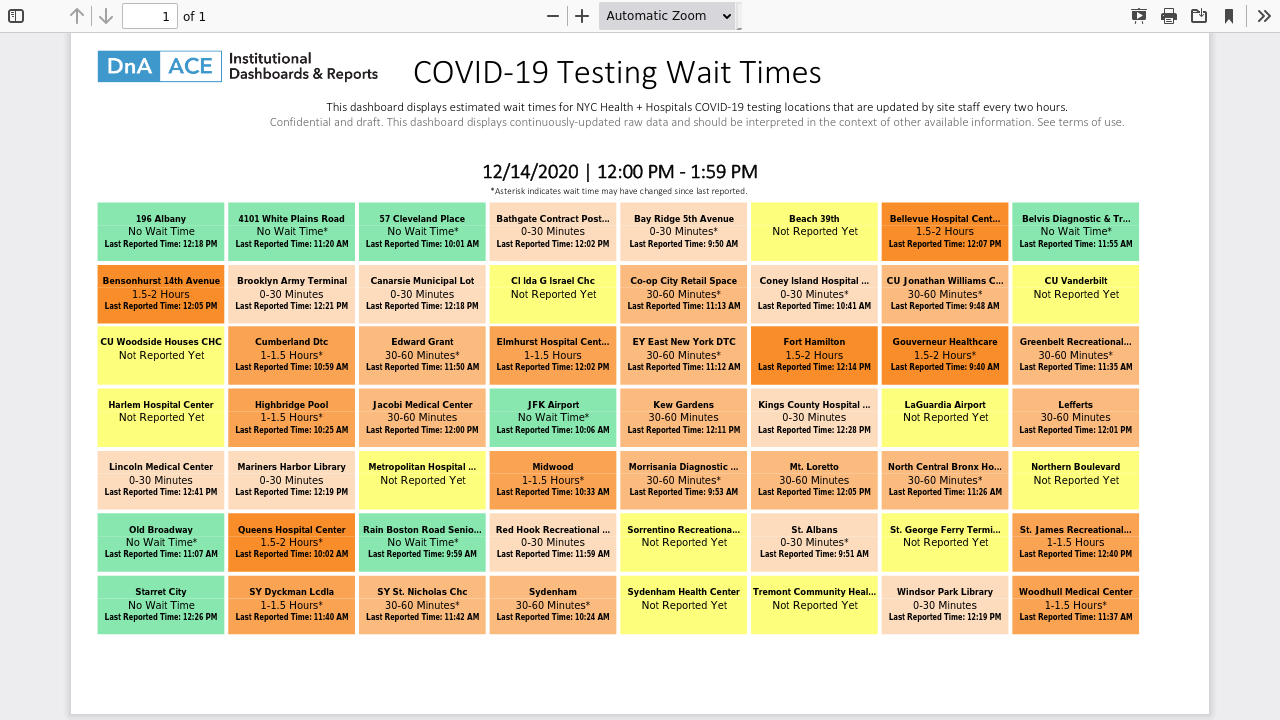 1 of 1 Automatic Zoom
DnA ACE Institutional
Dashboards & Reports
COVID-19 Testing Wait Times
This dashboard displays estimated wait times for NYC Health + Hospitals COVID-19 testing locations that are updated by site staff every two hours.
Confidential and draft. This dashboard displays continuously-updated raw data and should be interpreted in the context of other available information. See terms of use.
12/14/2020 | 12:00 PM - 1:59 PM
*Asterisk indicates wait time may have changed since last reported.
196 Albany
No Wait Time
Last Reported Time: 12:18 PM
4101 White Plains Road
No Wait Time*
Last Reported Time: 11:20 AM
57 Cleveland Place
No Wait Time*
Last Reported Time: 10:01 AM
Bathgate Contract Post...
0-30 Minutes
Last Reported Time: 12:02 PM
Bay Ridge 5th Avenue
0-30 Minutes*
Last Reported Time: 9:50 AM
Beach 39th
Not Reported Yet
Bellevue Hospital Cent...
1.5-2 Hours
Last Reported Time: 12:07 PM
Belvis Diagnostic & Tr...
No Wait Time*
Last Reported Time: 11:55 AM
Bensonhurst 14th Avenue
1.5-2 Hours
Last Reported Time: 12:05 PM
Brooklyn Army Terminal
0-30 Minutes
Last Reported Time: 12:21 PM
Canarsie Municipal Lot
0-30 Minutes
Last Reported Time: 12:18 PM
Cl Ida G Israel Chc
Not Reported Yet
Co-op City Retail Space
30-60 Minutes*
Last Reported Time: 11:13 AM
Coney Island Hospital ...
0-30 Minutes*
Last Reported Time: 10:41 AM
CU Jonathan Williams C...
30-60 Minutes*
Last Reported Time: 9:48 AM
CU Vanderbilt
Not Reported Yet
CU Woodside Houses CHC
Not Reported Yet
Cumberland Dtc
1-1.5 Hours*
Last Reported Time: 10:59 AM
Edward Grant
30-60 Minutes*
Last Reported Time: 11:50 AM
Elmhurst Hospital Cent...
1-1.5 Hours
Last Reported Time: 12:02 PM
EY East New York DTC
30-60 Minutes*
Last Reported Time: 11:12 AM
Fort Hamilton
1.5-2 Hours
Last Reported Time: 12:14 PM
Gouverneur Healthcare
1.5-2 Hours*
Last Reported Time: 9:40 AM
Greenbelt Recreational...
30-60 Minutes*
Last Reported Time: 11:35 AM
Harlem Hospital Center
Not Reported Yet
Highbridge Pool
1-1.5 Hours*
Last Reported Time: 10:25 AM
Jacobi Medical Center
30-60 Minutes
Last Reported Time: 12:00 PM
JFK Airport
No Wait Time*
Last Reported Time: 10:06 AM
Kew Gardens
30-60 Minutes
Last Reported Time: 12:11 PM
Kings County Hospital ...
0-30 Minutes
Last Reported Time: 12:28 PM
LaGuardia Airport
Not Reported Yet
Lefferts
30-60 Minutes
Last Reported Time: 12:01 PM
Lincoln Medical Center
0-30 Minutes
Last Reported Time: 12:41 PM
Mariners Harbor Library
0-30 Minutes
Last Reported Time: 12:19 PM
Metropolitan Hospital ...
Not Reported Yet
Midwood
1-1.5 Hours*
Last Reported Time: 10:33 AM
Morrisania Diagnostic ...
30-60 Minutes*
Last Reported Time: 9:53 AM
Mt. Loretto
30-60 Minutes
Last Reported Time: 12:05 PM
North Central Bronx Ho...
30-60 Minutes*
Last Reported Time: 11:26 AM
Northern Boulevard
Not Reported Yet
Old Broadway
No Wait Time*
Last Reported Time: 11:07 AM
Queens Hospital Center
1.5-2 Hours*
Last Reported Time: 10:02 AM
Rain Boston Road Senio...
No Wait Time*
Last Reported Time: 9:59 AM
Red Hook Recreational ...
0-30 Minutes
Last Reported Time: 11:59 AM
Sorrentino Recreationa...
Not Reported Yet
St. Albans
0-30 Minutes*
Last Reported Time: 9:51 AM
St. George Ferry Termi...
Not Reported Yet
St. James Recreational...
1-1.5 Hours
Last Reported Time: 12:40 PM
Starret City
No Wait Time
Last Reported Time: 12:26 PM
SY Dyckman Lcdla
1-1.5 Hours*
Last Reported Time: 11:40 AM
SY St. Nicholas Chc
30-60 Minutes*
Last Reported Time: 11:42 AM
Sydenham
30-60 Minutes*
Last Reported Time: 10:24 AM
Sydenham Health Center
Not Reported Yet
Tremont Community Heal...
Not Reported Yet
Windsor Park Library
0-30 Minutes
Last Reported Time: 12:19 PM
Woodhull Medical Center
1-1.5 Hours*
Last Reported Time: 11:37 AM